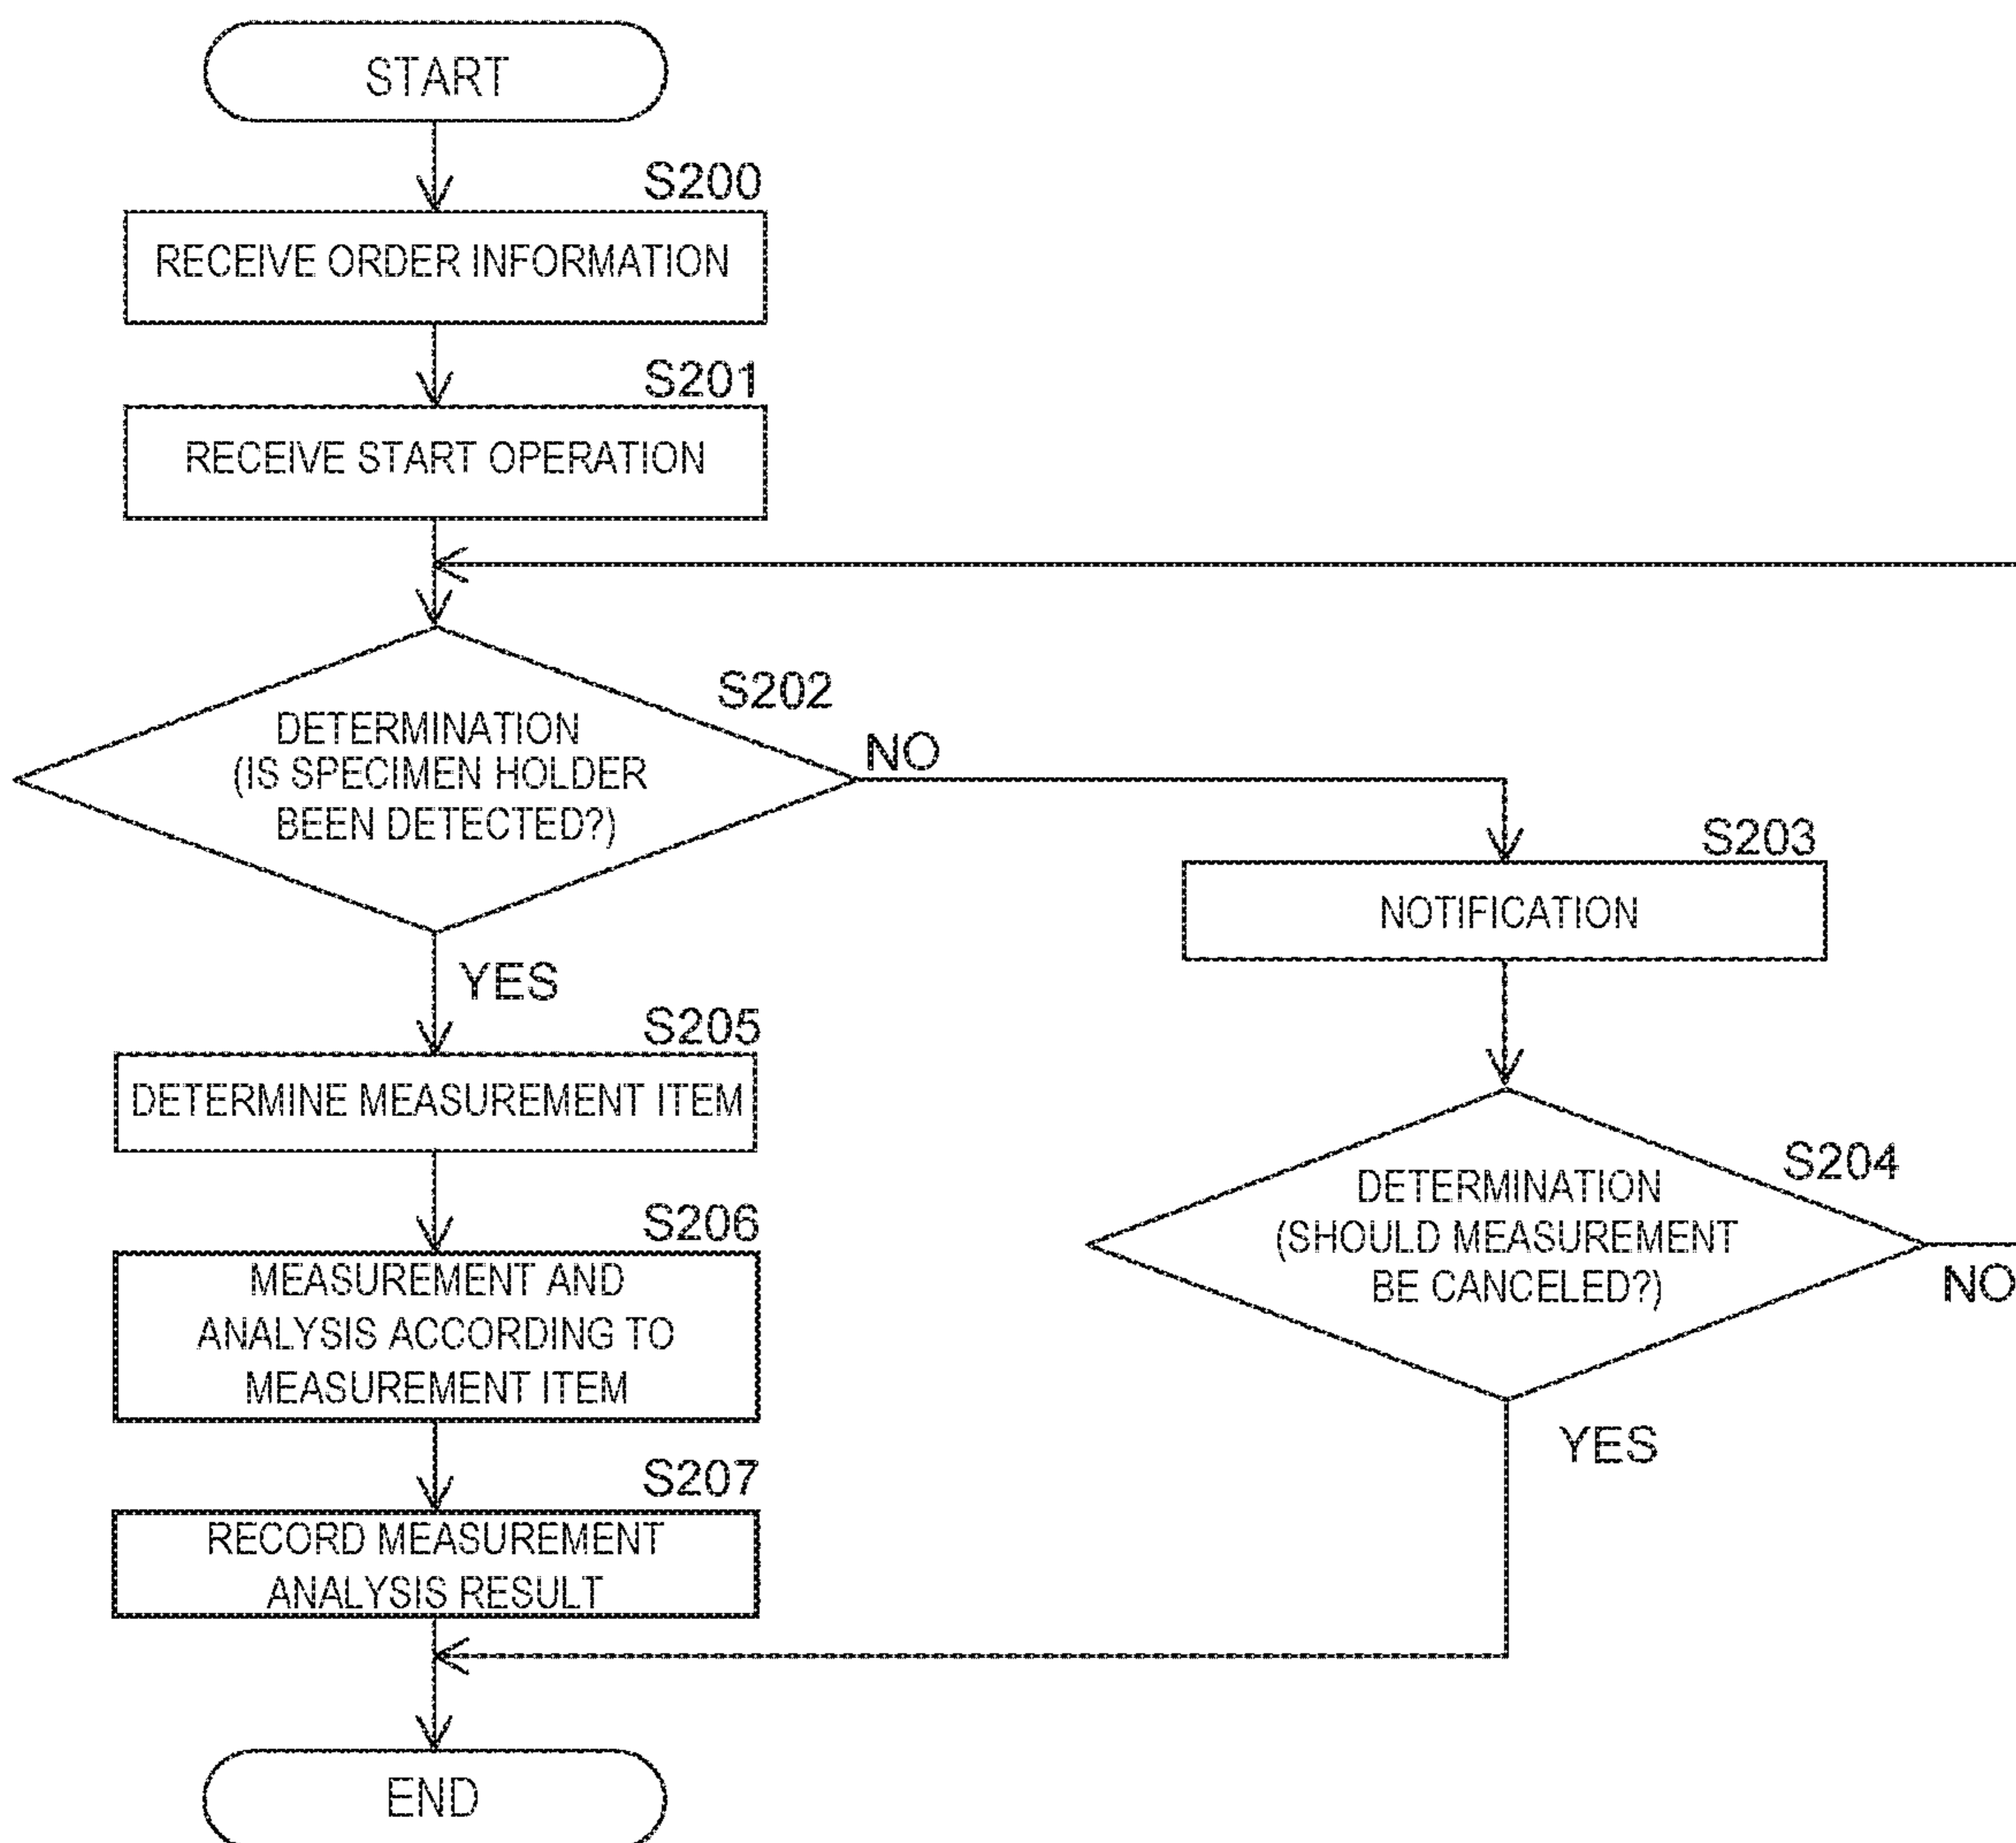 START
S200
RECEIVE ORDER INFORMATION
S201
RECEIVE START OPERATION
S202
DETERMINATION
(IS SPECIMEN HOLDER
BEEN DETECTED?)
NO
S203
NOTIFICATION
YES
S205
DETERMINE MEASUREMENT ITEM
S204
DETERMINATION
(SHOULD MEASUREMENT
BE CANCELED?)
NO
YES
S206
MEASUREMENT AND
ANALYSIS ACCORDING TO
MEASUREMENT ITEM
S207
RECORD MEASUREMENT
ANALYSIS RESULT
END